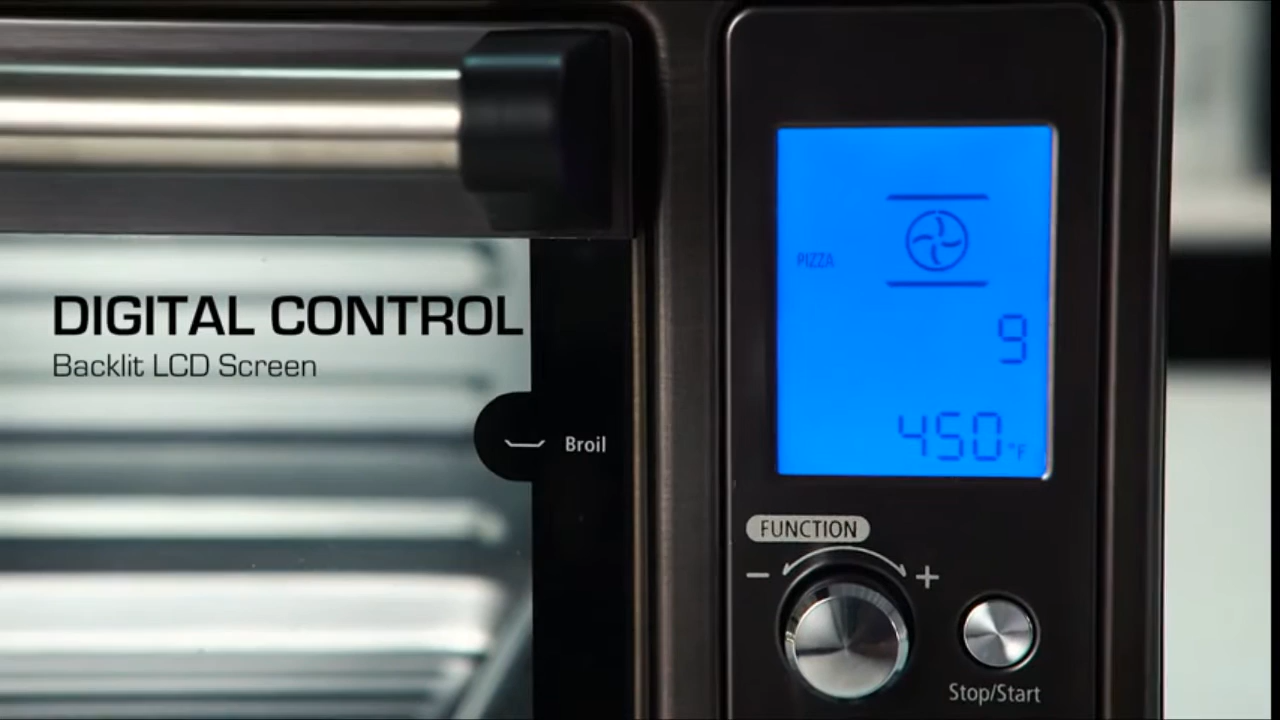 DIGITAL CONTROL
Backlit LCD Screen
Broil
PIZZA
9
450°F
FUNCTION
− +
Stop/Start